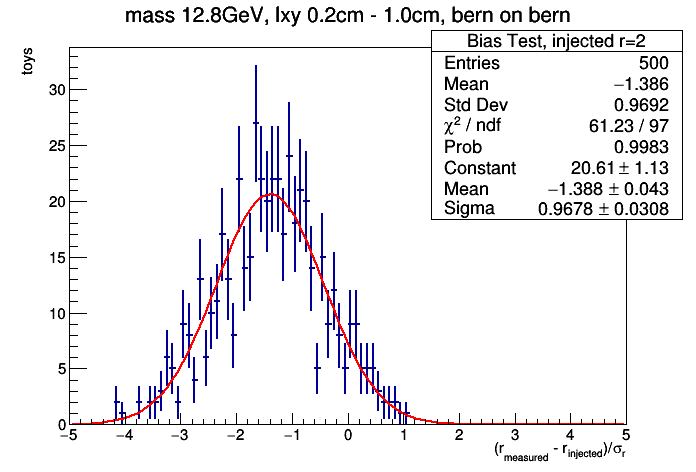 mass 12.8GeV, lxy 0.2cm - 1.0cm, bern on bern
Bias Test, injected r=2
Entries 500
Mean −1.386
Std Dev 0.9692
χ² / ndf 61.23 / 97
Prob 0.9983
Constant 20.61 ± 1.13
Mean −1.388 ± 0.043
Sigma 0.9678 ± 0.0308
toys
30
25
20
15
10
5
0
−5 −4 −3 −2 −1 0 1 2 3 4 5
(r_measured - r_injected)/σ_r